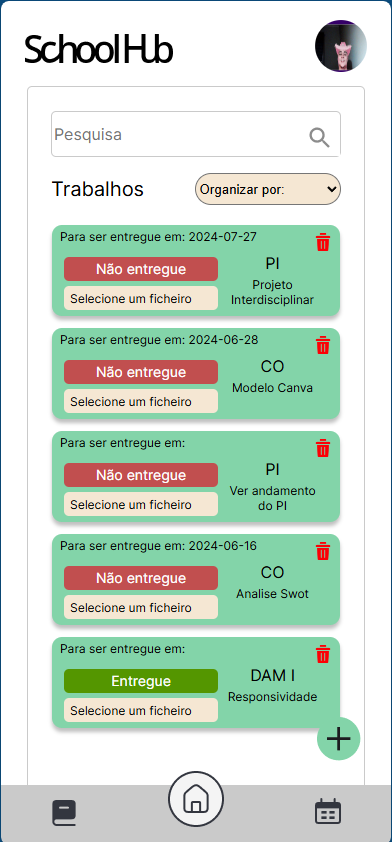 SchoolHub
Pesquisa
Trabalhos
Organizar por:
Para ser entregue em: 2024-07-27
Não entregue
Selecione um ficheiro
PI
Projeto
Interdisciplinar
Para ser entregue em: 2024-06-28
Não entregue
Selecione um ficheiro
CO
Modelo Canva
Para ser entregue em:
Não entregue
Selecione um ficheiro
PI
Ver andamento
do PI
Para ser entregue em: 2024-06-16
Não entregue
Selecione um ficheiro
CO
Analise Swot
Para ser entregue em:
Entregue
Selecione um ficheiro
DAM I
Responsividade